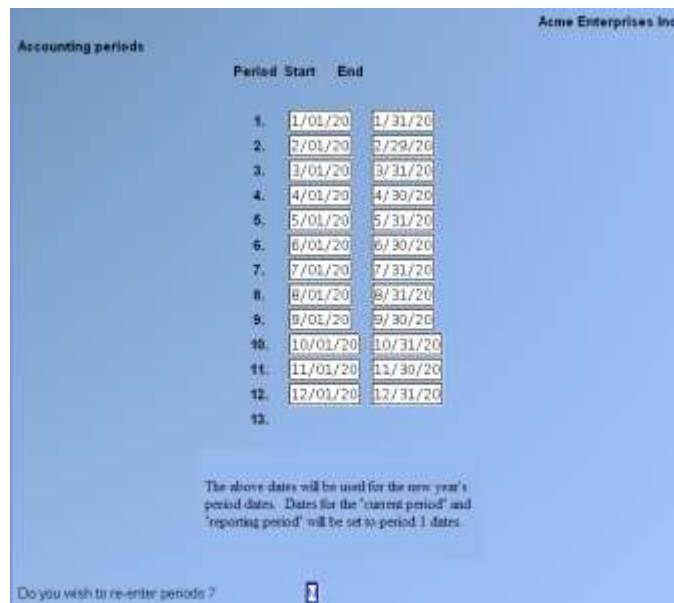 Acme Enterprises Inc
Accounting periods
Period Start End
1. 1/01/20 1/31/20
2. 2/01/20 2/29/20
3. 3/01/20 3/31/20
4. 4/01/20 4/30/20
5. 5/01/20 5/31/20
6. 6/01/20 6/30/20
7. 7/01/20 7/31/20
8. 8/01/20 8/31/20
9. 9/01/20 9/30/20
10. 10/01/20 10/31/20
11. 11/01/20 11/30/20
12. 12/01/20 12/31/20
13.
The above dates will be used for the new year's
period dates. Dates for the "current period" and
"reporting period" will be set to period 1 dates.
Do you wish to re-enter periods ?